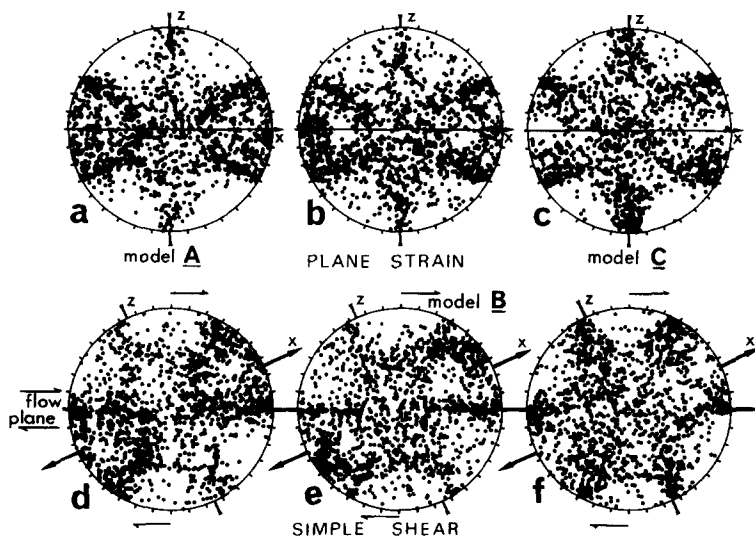 z z z
x x x
a b c
model A PLANE STRAIN model C
model B
z z z
x x x
flow
plane
d e f
SIMPLE SHEAR